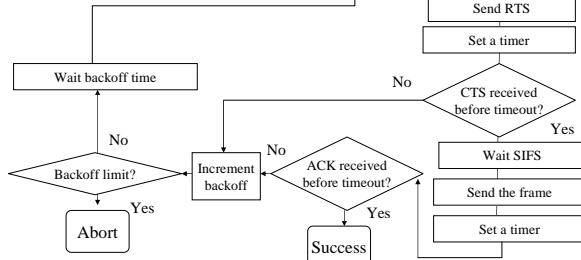 Send RTS
Set a timer
Wait backoff time
No
CTS received
before timeout?
Yes
No
No
ACK received
before timeout?
Wait SIFS
Backoff limit?
Increment
backoff
Send the frame
Yes
Yes
Set a timer
Abort
Success